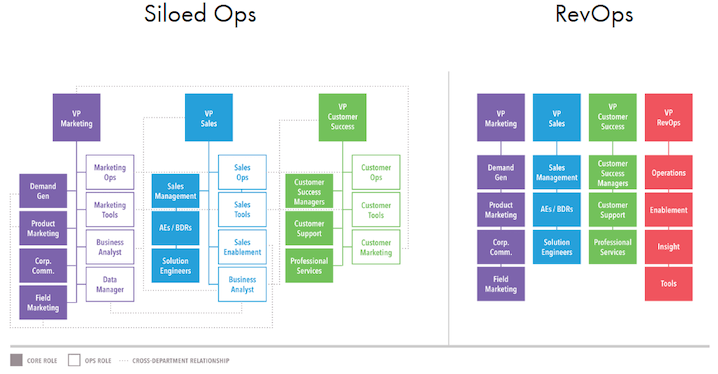 Siloed Ops
RevOps
VP
Marketing
VP
Sales
VP
Customer
Success
Demand
Gen
Product
Marketing
Corp.
Comm.
Field
Marketing
Marketing
Ops
Marketing
Tools
Business
Analyst
Data
Manager
Sales
Management
AEs / BDRs
Solution
Engineers
Sales
Ops
Sales
Tools
Sales
Enablement
Business
Analyst
Customer
Success
Managers
Customer
Support
Professional
Services
Customer
Ops
Customer
Tools
Customer
Marketing
VP
Marketing
Demand
Gen
Product
Marketing
Corp.
Comm.
Field
Marketing
VP
Sales
Sales
Management
AEs / BDRs
Solution
Engineers
VP
Customer
Success
Customer
Success
Managers
Customer
Support
Professional
Services
VP
RevOps
Operations
Enablement
Insight
Tools
CORE ROLE
OPS ROLE
CROSS-DEPARTMENT RELATIONSHIP